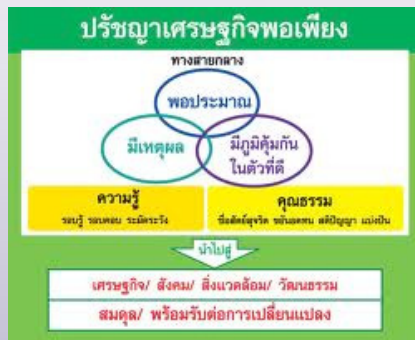 ปรัชญาเศรษฐกิจพอเพียง
ทางสายกลาง
พอประมาณ
มีเหตุผล
มีภูมิคุ้มกัน
ในตัวที่ดี
ความรู้
รอบรู้ รอบคอบ ระมัดระวัง
คุณธรรม
ซื่อสัตย์สุจริต ขยันอดทน สติปัญญา แบ่งปัน
นำไปสู่
เศรษฐกิจ/ สังคม/ สิ่งแวดล้อม/ วัฒนธรรม
สมดุล/ พร้อมรับต่อการเปลี่ยนแปลง